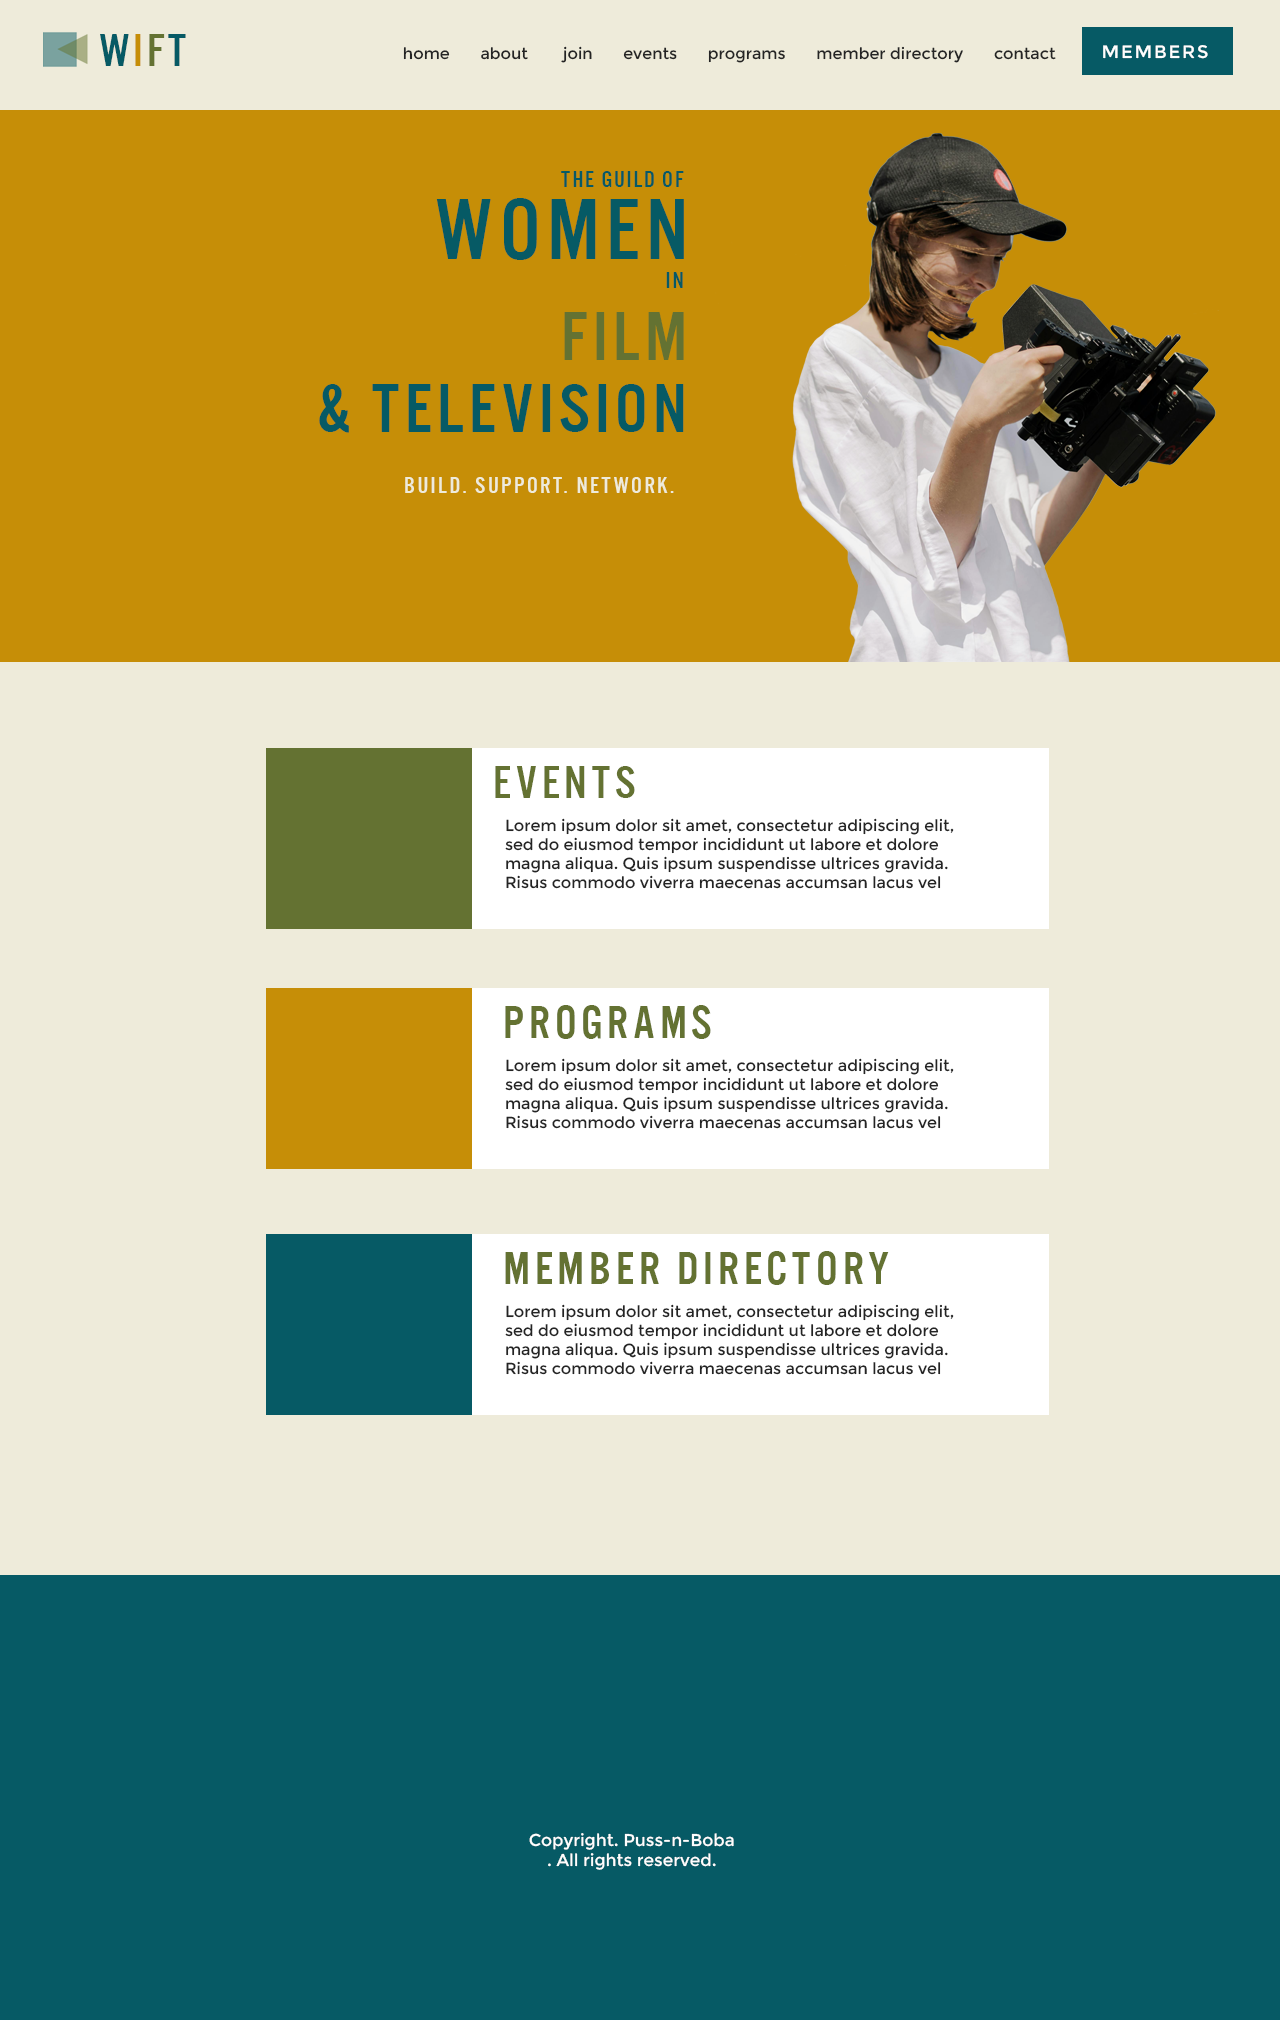 WIFT
home about join events programs member directory contact MEMBERS
THE GUILD OF
WOMEN
IN
FILM
& TELEVISION
BUILD. SUPPORT. NETWORK.
EVENTS
Lorem ipsum dolor sit amet, consectetur adipiscing elit,
sed do eiusmod tempor incididunt ut labore et dolore
magna aliqua. Quis ipsum suspendisse ultrices gravida.
Risus commodo viverra maecenas accumsan lacus vel
PROGRAMS
Lorem ipsum dolor sit amet, consectetur adipiscing elit,
sed do eiusmod tempor incididunt ut labore et dolore
magna aliqua. Quis ipsum suspendisse ultrices gravida.
Risus commodo viverra maecenas accumsan lacus vel
MEMBER DIRECTORY
Lorem ipsum dolor sit amet, consectetur adipiscing elit,
sed do eiusmod tempor incididunt ut labore et dolore
magna aliqua. Quis ipsum suspendisse ultrices gravida.
Risus commodo viverra maecenas accumsan lacus vel
Copyright. Puss-n-Boba
. All rights reserved.